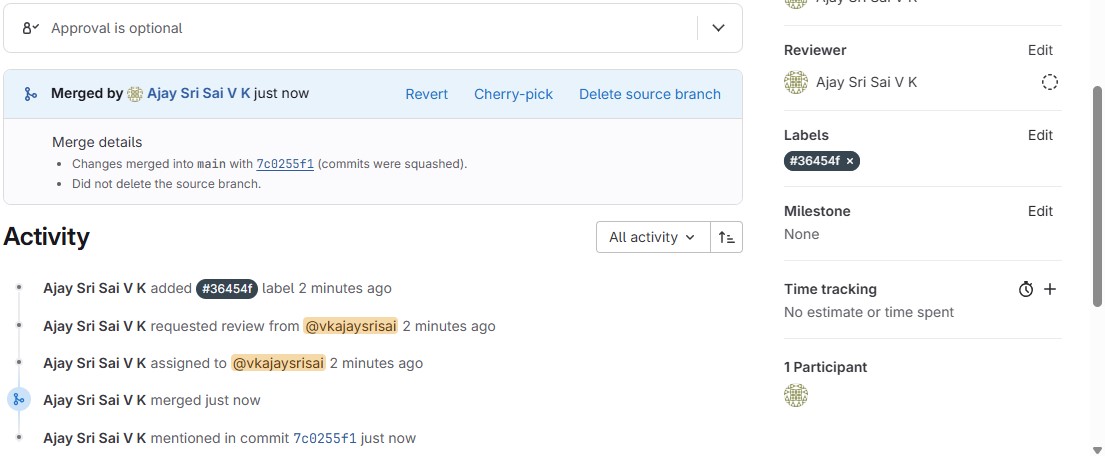 Approval is optional
Merged by Ajay Sri Sai V K just now
Revert
Cherry-pick
Delete source branch
Merge details
Changes merged into main with 7c0255f1 (commits were squashed).
Did not delete the source branch.
Activity
All activity
Ajay Sri Sai V K added #36454f label 2 minutes ago
Ajay Sri Sai V K requested review from @vkajaysrisai 2 minutes ago
Ajay Sri Sai V K assigned to @vkajaysrisai 2 minutes ago
Ajay Sri Sai V K merged just now
Ajay Sri Sai V K mentioned in commit 7c0255f1 just now
Ajay Sri Sai V K
Reviewer
Edit
Ajay Sri Sai V K
Labels
Edit
#36454f ×
Milestone
Edit
None
Time tracking
No estimate or time spent
1 Participant